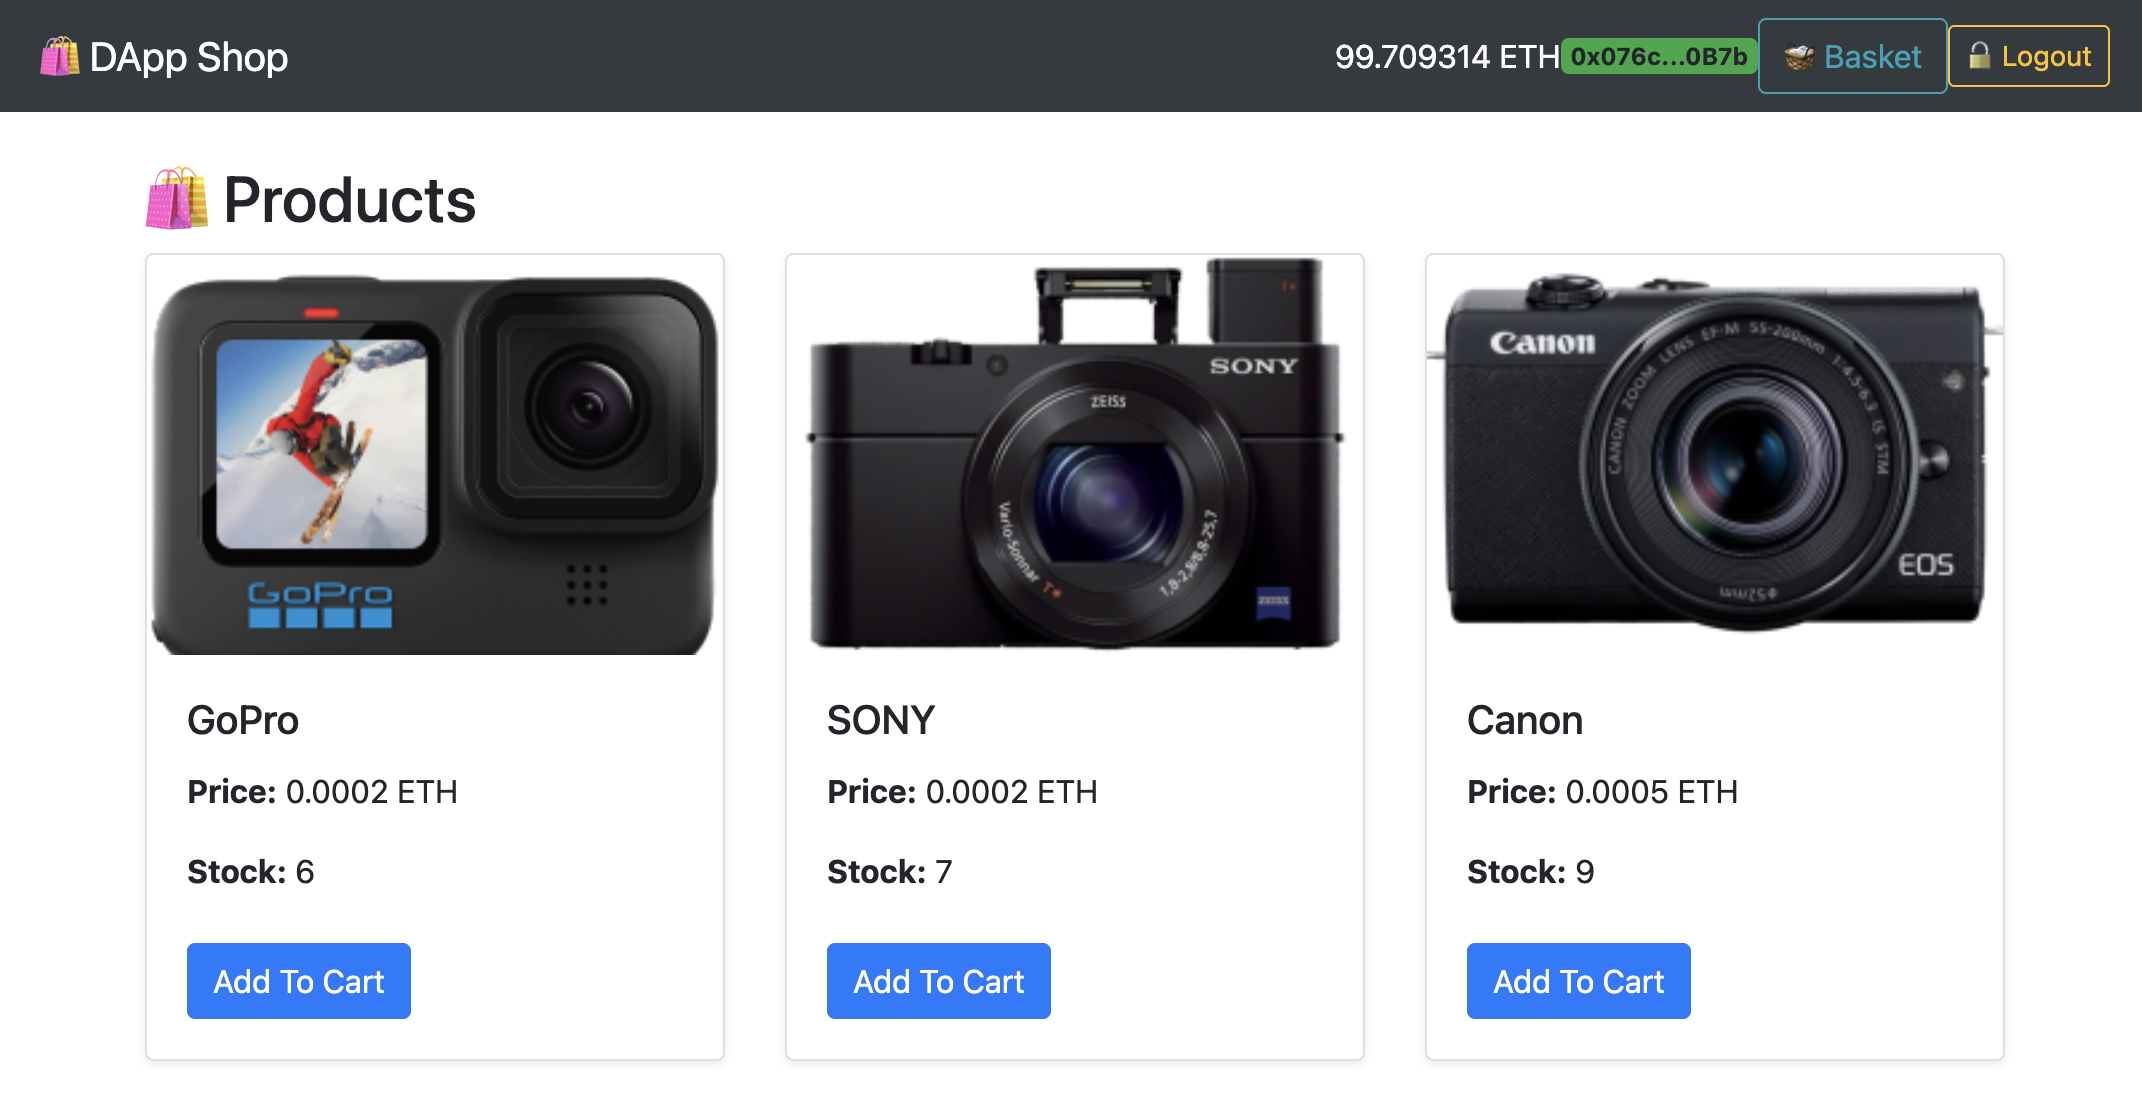 DApp Shop
99.709314 ETH 0x076c...0B7b Basket Logout
Products
GoPro
SONY
ZEISS
Vario-Sonnar T*
1,8-2,8/8,8-25,7
ZEISS
Canon
CANON ZOOM LENS EF-M 55-200mm 1:4.5-6.3 IS STM
φ52mm
EOS
GoPro
Price: 0.0002 ETH
Stock: 6
Add To Cart
SONY
Price: 0.0002 ETH
Stock: 7
Add To Cart
Canon
Price: 0.0005 ETH
Stock: 9
Add To Cart